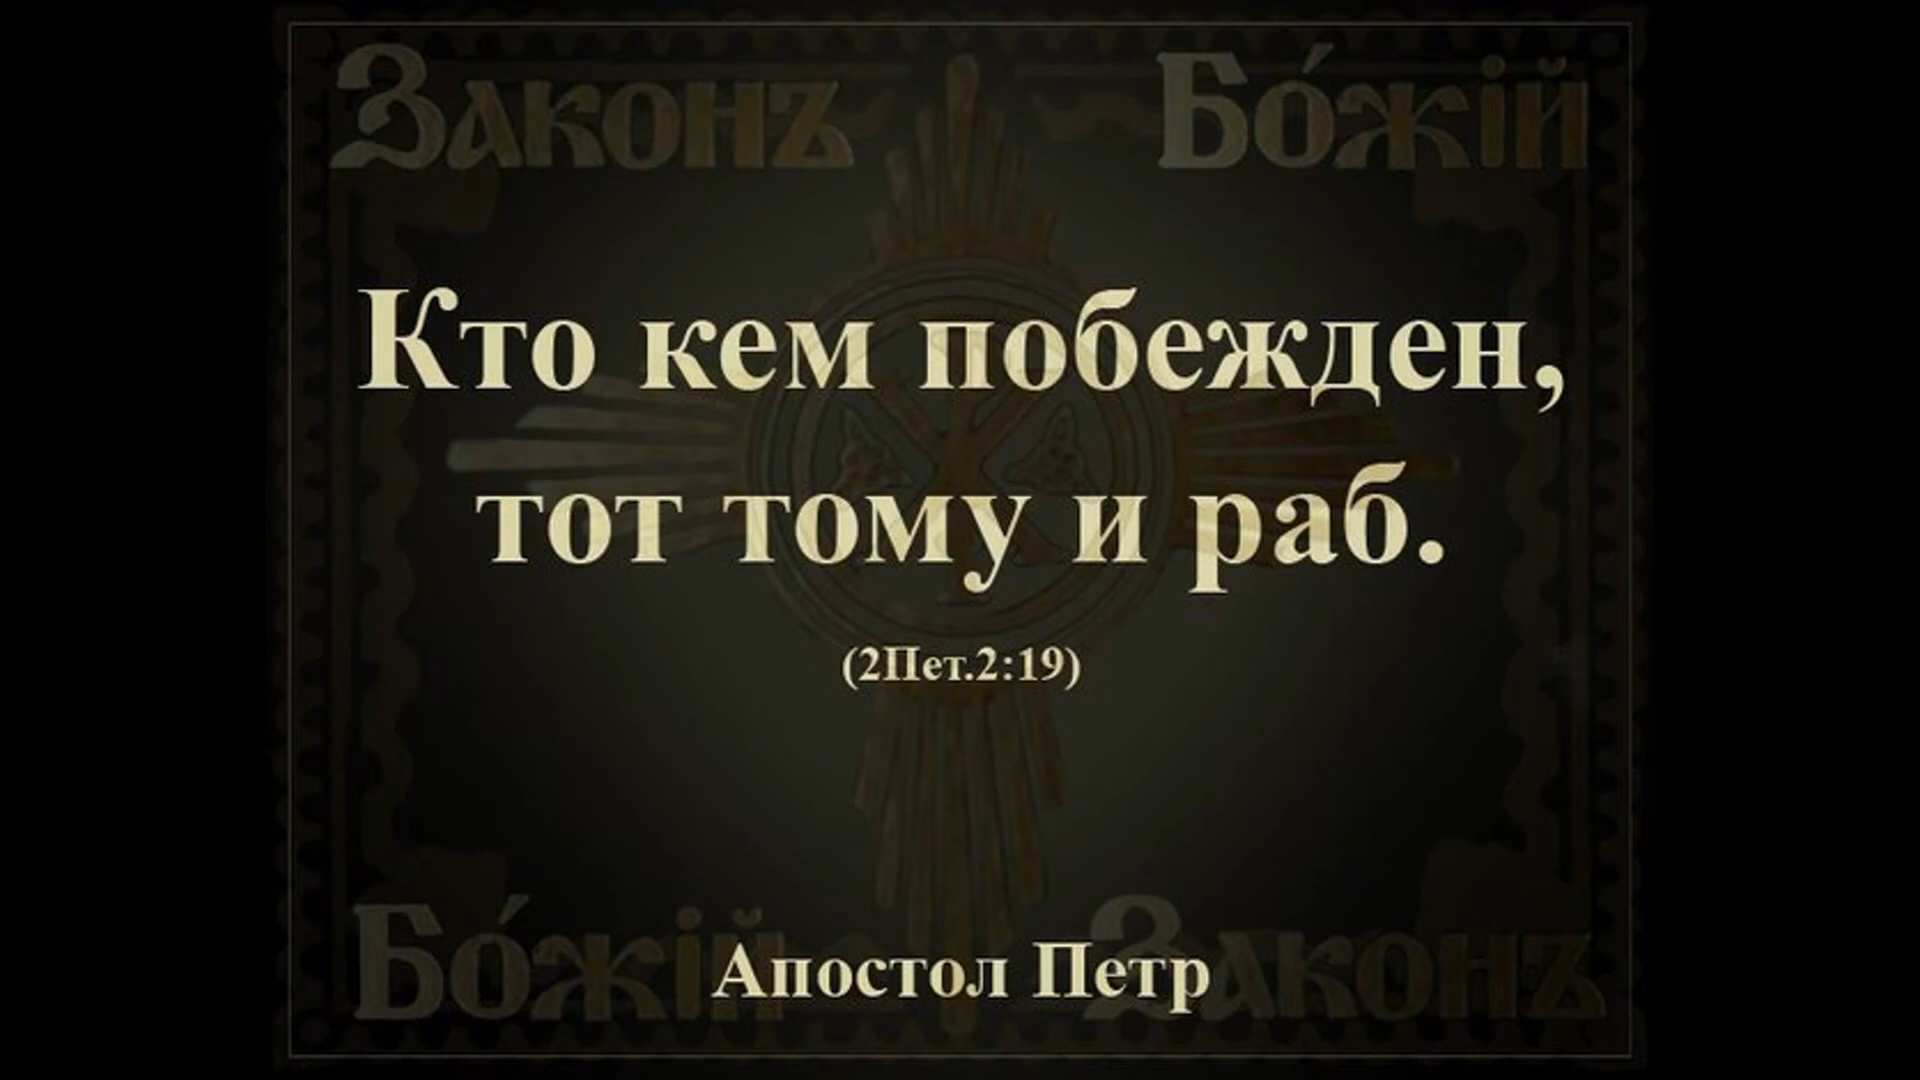 Законъ Бо́жій
Кто кем побежден,
тот тому и раб.
(2Пет.2:19)
Бо́жій Законъ
Апостол Петр